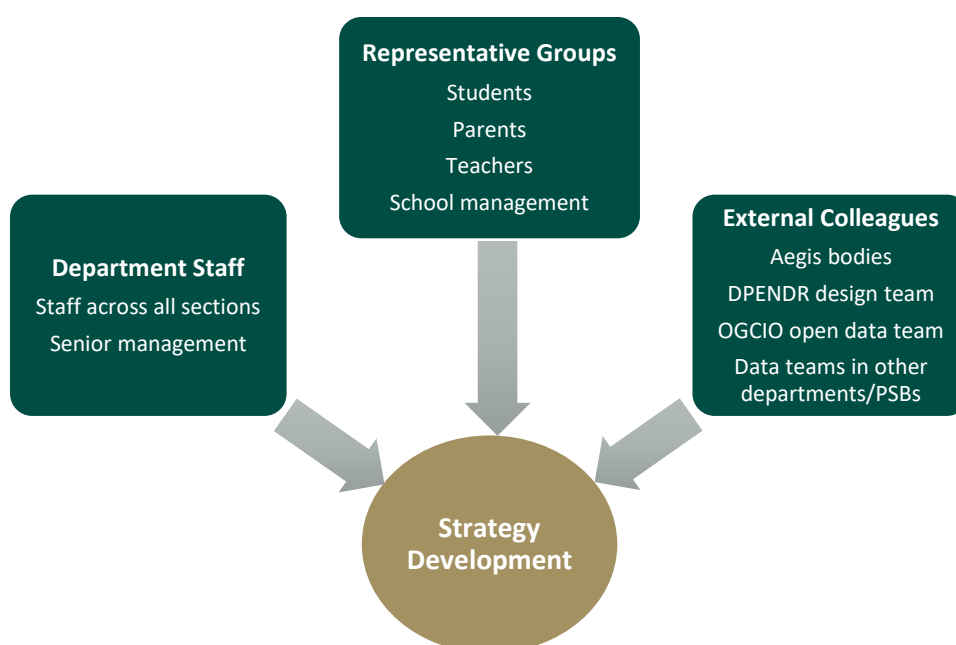 Representative Groups
Students
Parents
Teachers
School management
Department Staff
Staff across all sections
Senior management
External Colleagues
Aegis bodies
DPENDR design team
OGCIO open data team
Data teams in other
departments/PSBs
Strategy
Development